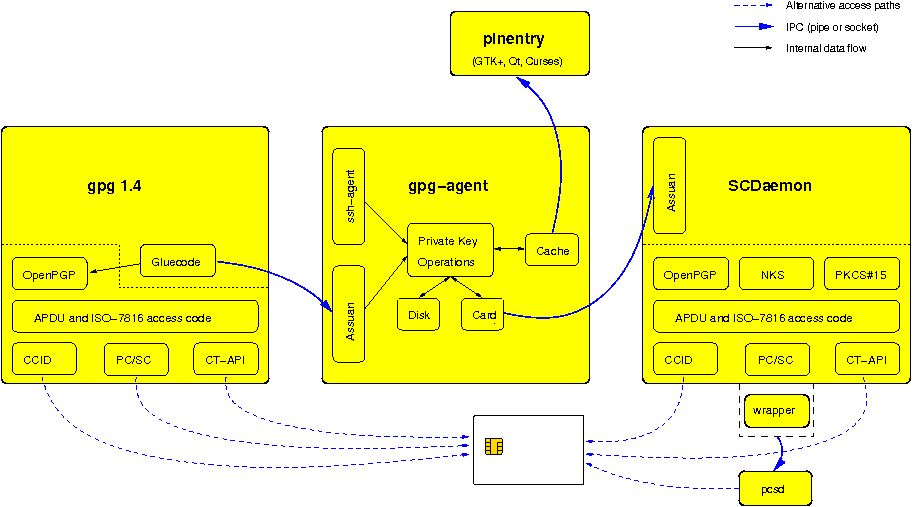 Alternative access paths
IPC (pipe or socket)
Internal data flow
pinentry
(GTK+, Qt, Curses)
gpg 1.4
OpenPGP
Gluecode
APDU and ISO-7816 access code
CCID
PC/SC
CT-API
gpg-agent
ssh-agent
Assuan
Private Key
Operations
Cache
Disk
Card
SCDaemon
Assuan
OpenPGP
NKS
PKCS#15
APDU and ISO-7816 access code
CCID
PC/SC
CT-API
wrapper
pcsd